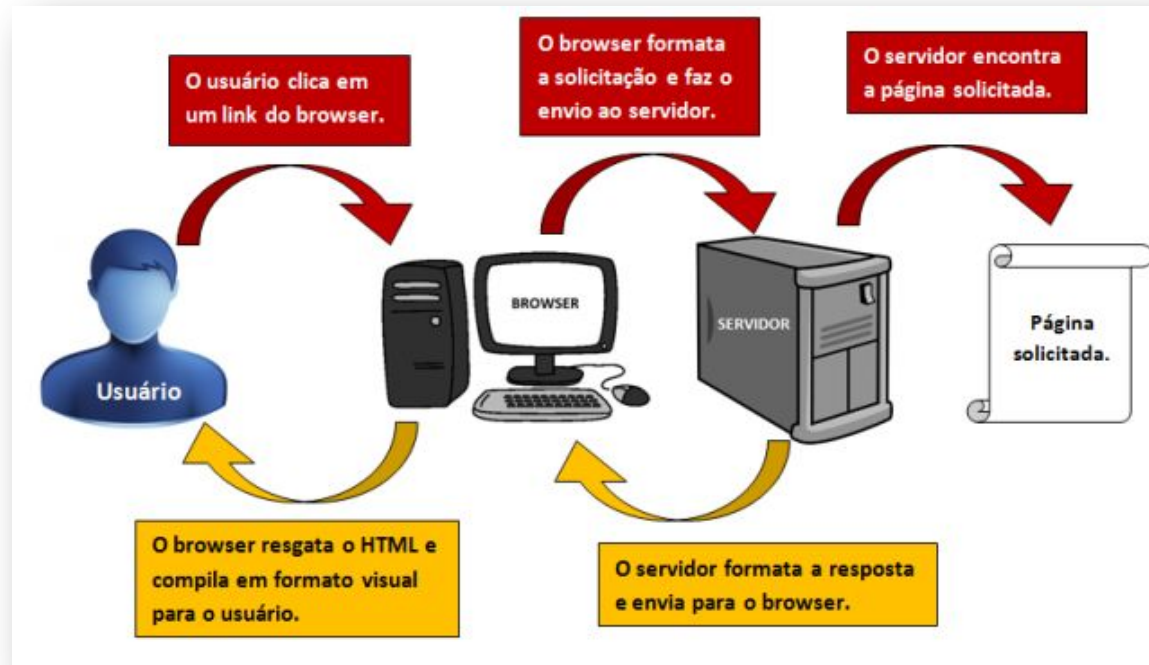 O usuário clica em
um link do browser.
O browser formata
a solicitação e faz o
envio ao servidor.
O servidor encontra
a página solicitada.
Usuário
BROWSER
SERVIDOR
Página
solicitada.
O browser resgata o HTML e
compila em formato visual
para o usuário.
O servidor formata a resposta
e envia para o browser.